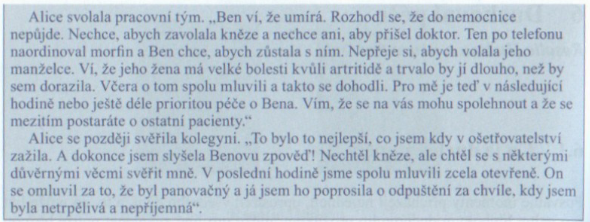 Alice svolala pracovní tým. „Ben ví, že umírá. Rozhodl se, že do nemocnice
nepůjde. Nechce, abych zavolala kněze a nechce ani, aby přišel doktor. Ten po telefonu
naordinoval morfin a Ben chce, abych zůstala s ním. Nepřeje si, abych volala jeho
manželce. Ví, že jeho žena má velké bolesti kvůli artritidě a trvalo by jí dlouho, než by
sem dorazila. Včera o tom spolu mluvili a takto se dohodli. Pro mě je teď v následující
hodině nebo ještě déle prioritou péče o Bena. Vím, že se na vás mohu spolehnout a že se
mezitím postaráte o ostatní pacienty.“
Alice se později svěřila kolegyni. „To bylo to nejlepší, co jsem kdy v ošetřovatelství
zažila. A dokonce jsem slyšela Benovu zpověď! Nechtěl kněze, ale chtěl se s některými
důvěrnými věcmi svěřit mně. V poslední hodině jsme spolu mluvili zcela otevřeně. On
se omluvil za to, že byl panovačný a já jsem ho poprosila o odpuštění za chvíle, kdy jsem
byla netrpělivá a nepříjemná“.